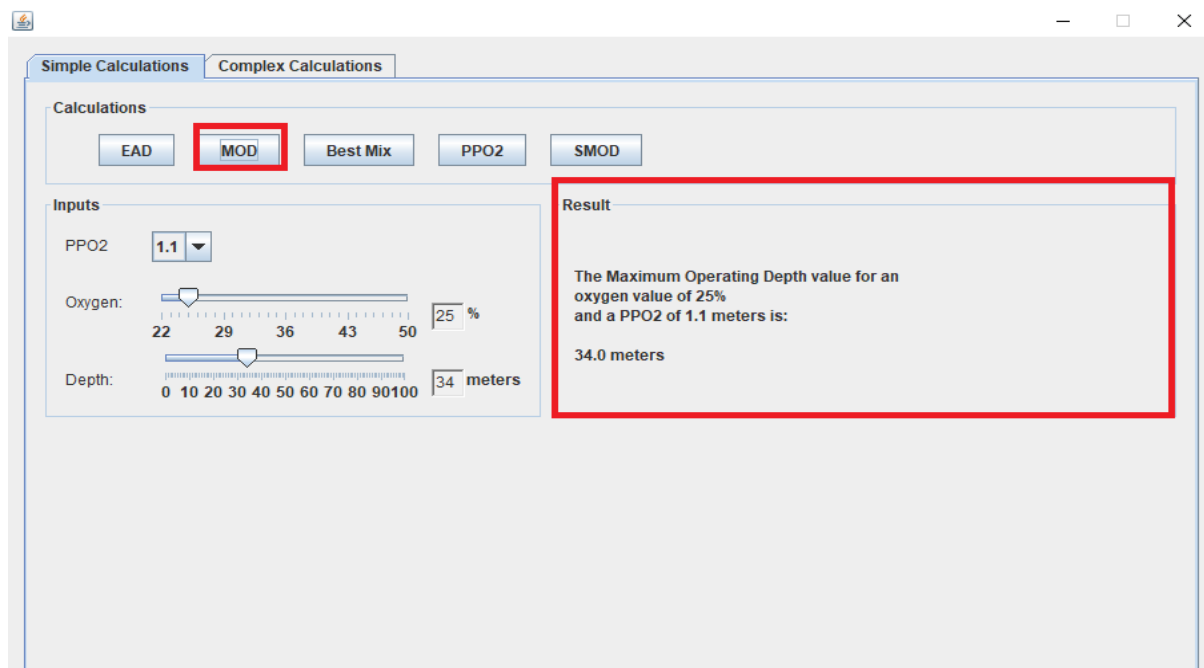 Simple Calculations Complex Calculations
Calculations
EAD MOD Best Mix PPO2 SMOD
Inputs
PPO2 1.1
Oxygen: 25 %
22 29 36 43 50
Depth: 34 meters
0 10 20 30 40 50 60 70 80 90100
Result
The Maximum Operating Depth value for an
oxygen value of 25%
and a PPO2 of 1.1 meters is:
34.0 meters